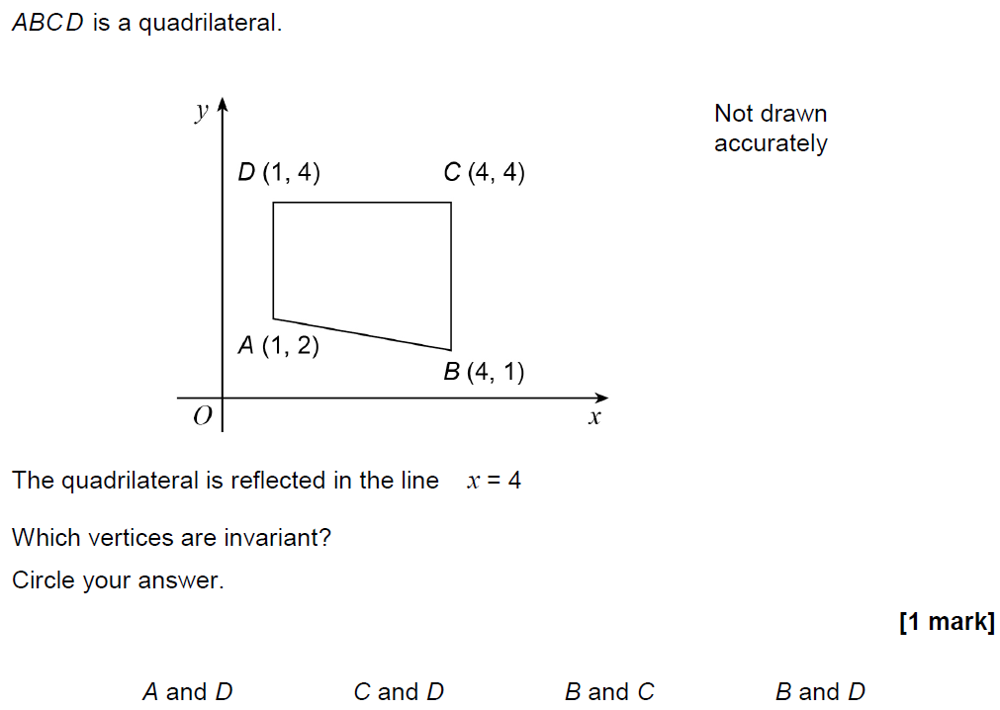 ABCD is a quadrilateral.
y
Not drawn
accurately
D (1, 4)
C (4, 4)
A (1, 2)
B (4, 1)
O
x
The quadrilateral is reflected in the line x = 4
Which vertices are invariant?
Circle your answer.
[1 mark]
A and D
C and D
B and C
B and D